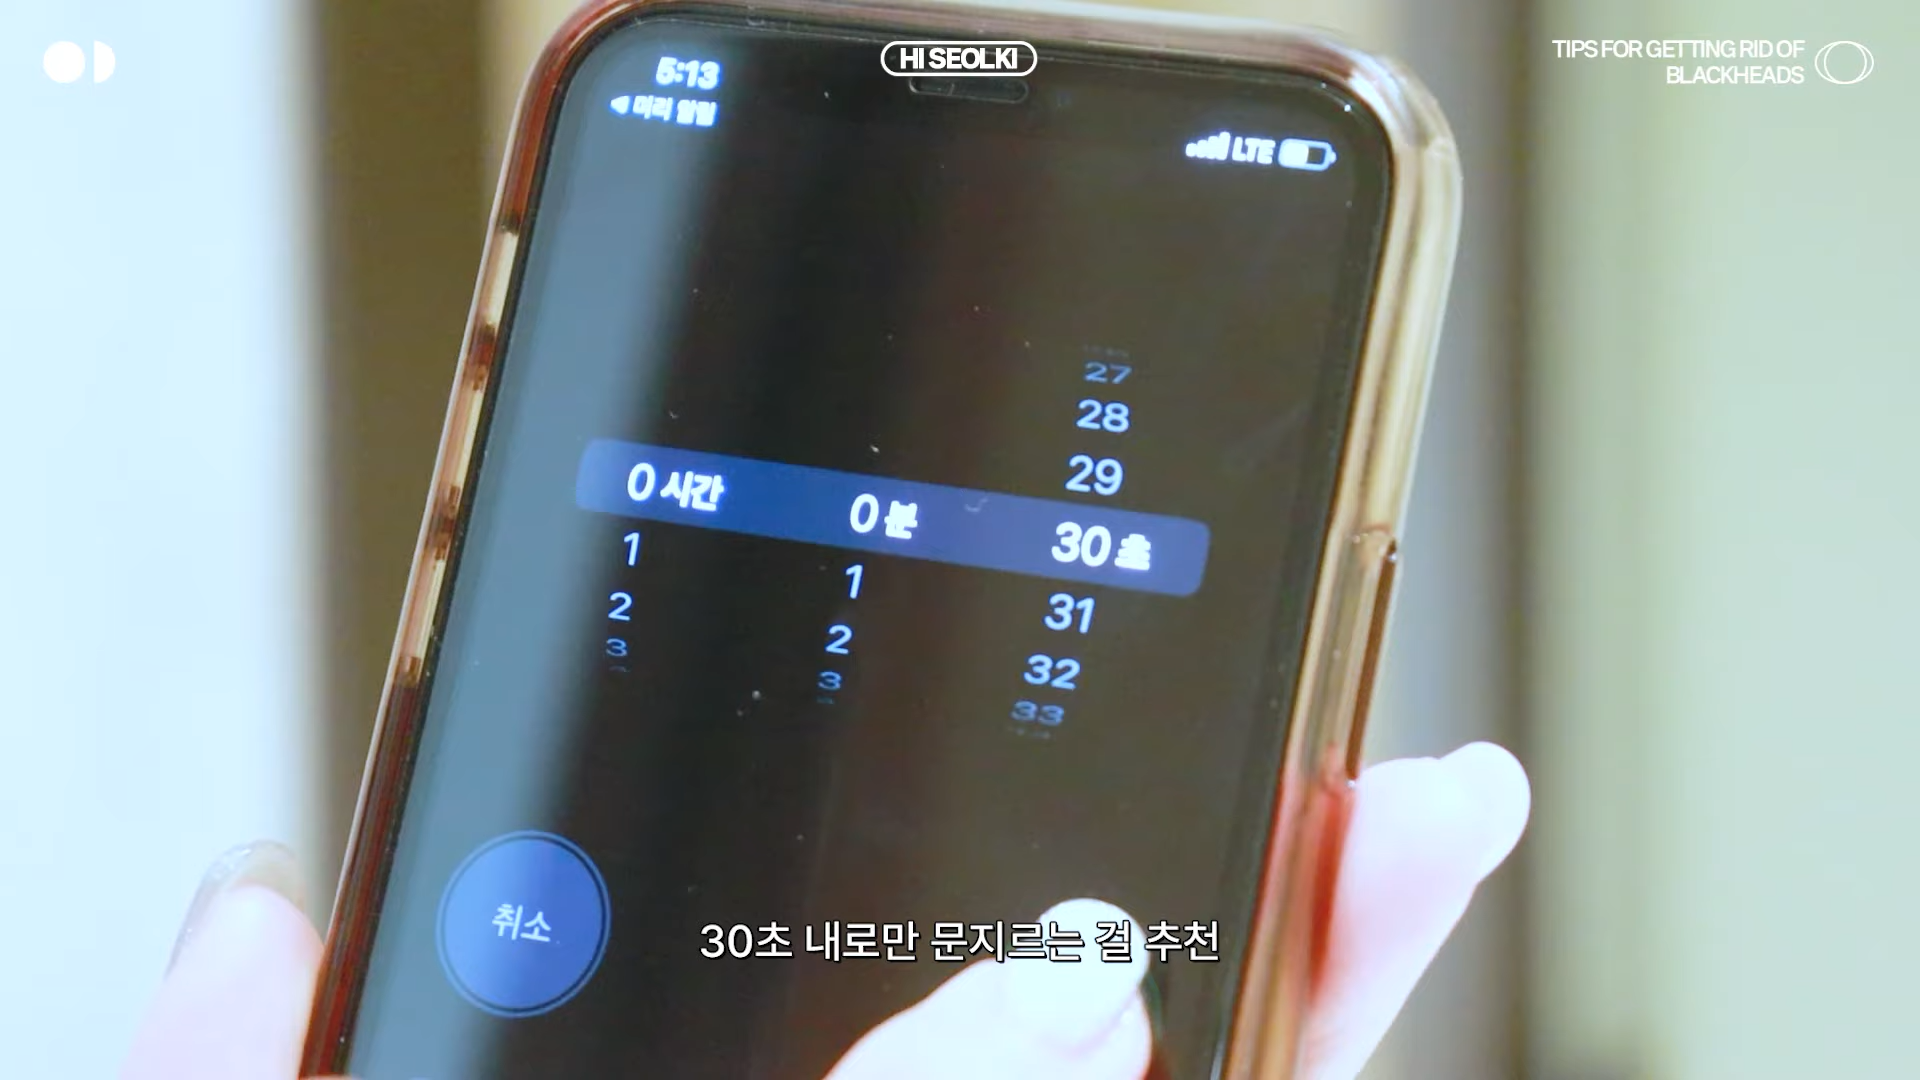 HI SEOLKI
TIPS FOR GETTING RID OF
BLACKHEADS
5:13
◀ 미리 알림
LTE
27
28
29
0 시간 0 분 30 초
1 1 31
2 2 32
3 3 33
취소
30초 내로만 문지르는 걸 추천